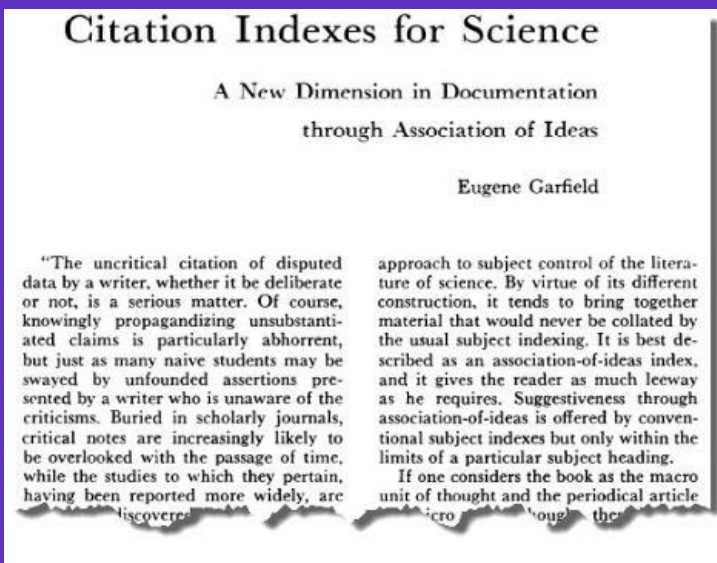 Citation Indexes for Science
A New Dimension in Documentation
through Association of Ideas
Eugene Garfield
"The uncritical citation of disputed
data by a writer, whether it be deliberate
or not, is a serious matter. Of course,
knowingly propagandizing unsubstanti-
ated claims is particularly abhorrent,
but just as many naive students may be
swayed by unfounded assertions pre-
sented by a writer who is unaware of the
criticisms. Buried in scholarly journals,
critical notes are increasingly likely to
be overlooked with the passage of time,
while the studies to which they pertain,
having been reported more widely, are
approach to subject control of the litera-
ture of science. By virtue of its different
construction, it tends to bring together
material that would never be collated by
the usual subject indexing. It is best de-
scribed as an association-of-ideas index,
and it gives the reader as much leeway
as he requires. Suggestiveness through
association-of-ideas is offered by conven-
tional subject indexes but only within the
limits of a particular subject heading.
If one considers the book as the macro
unit of thought and the periodical article